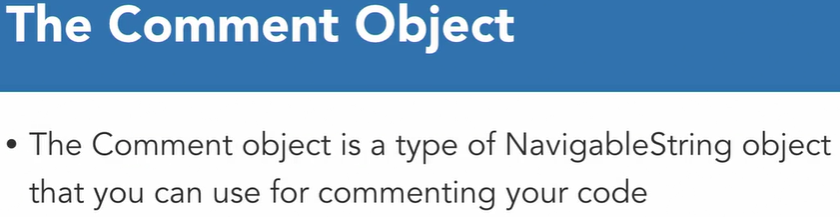 The Comment Object
• The Comment object is a type of NavigableString object
that you can use for commenting your code